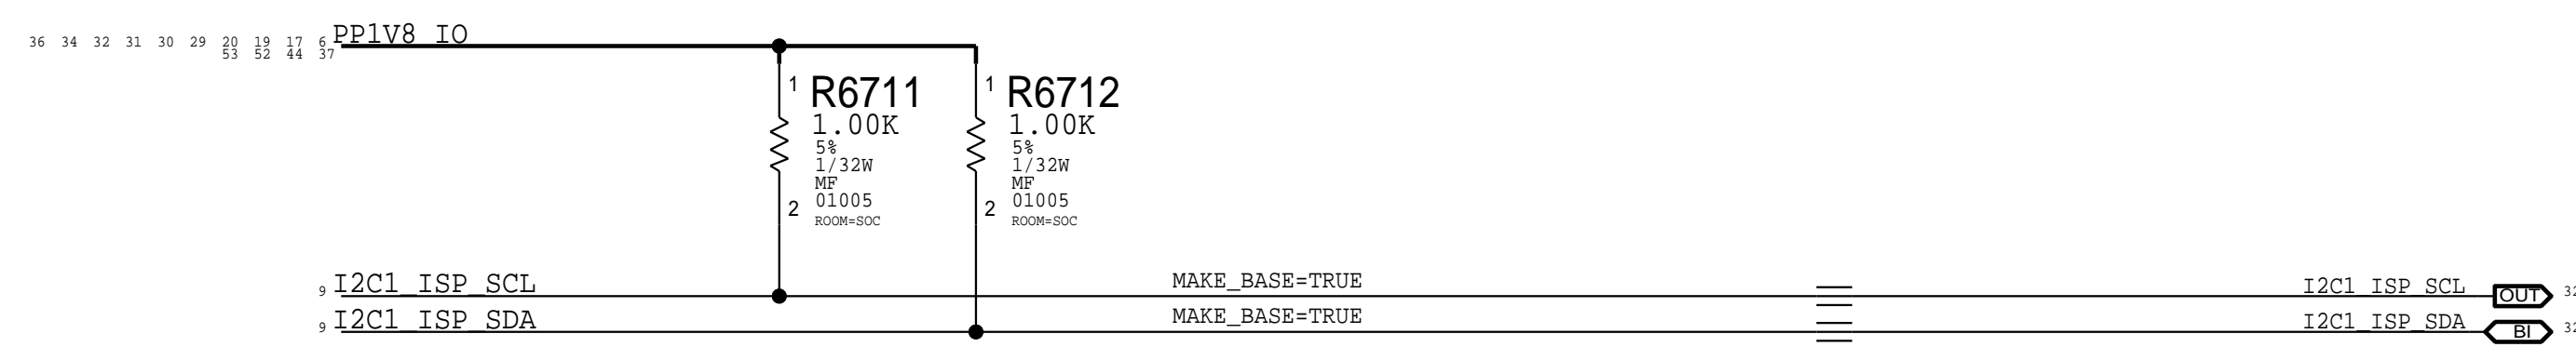 PP1V8_IO
36 34 32 31 30 29 20 19 17 6
53 52 44 37
1 R6711
1.00K
5%
1/32W
MF
01005
2
ROOM=SOC
1 R6712
1.00K
5%
1/32W
MF
01005
2
ROOM=SOC
9 I2C1_ISP_SCL MAKE_BASE=TRUE I2C1_ISP_SCL OUT 32
9 I2C1_ISP_SDA MAKE_BASE=TRUE I2C1_ISP_SDA BI 32